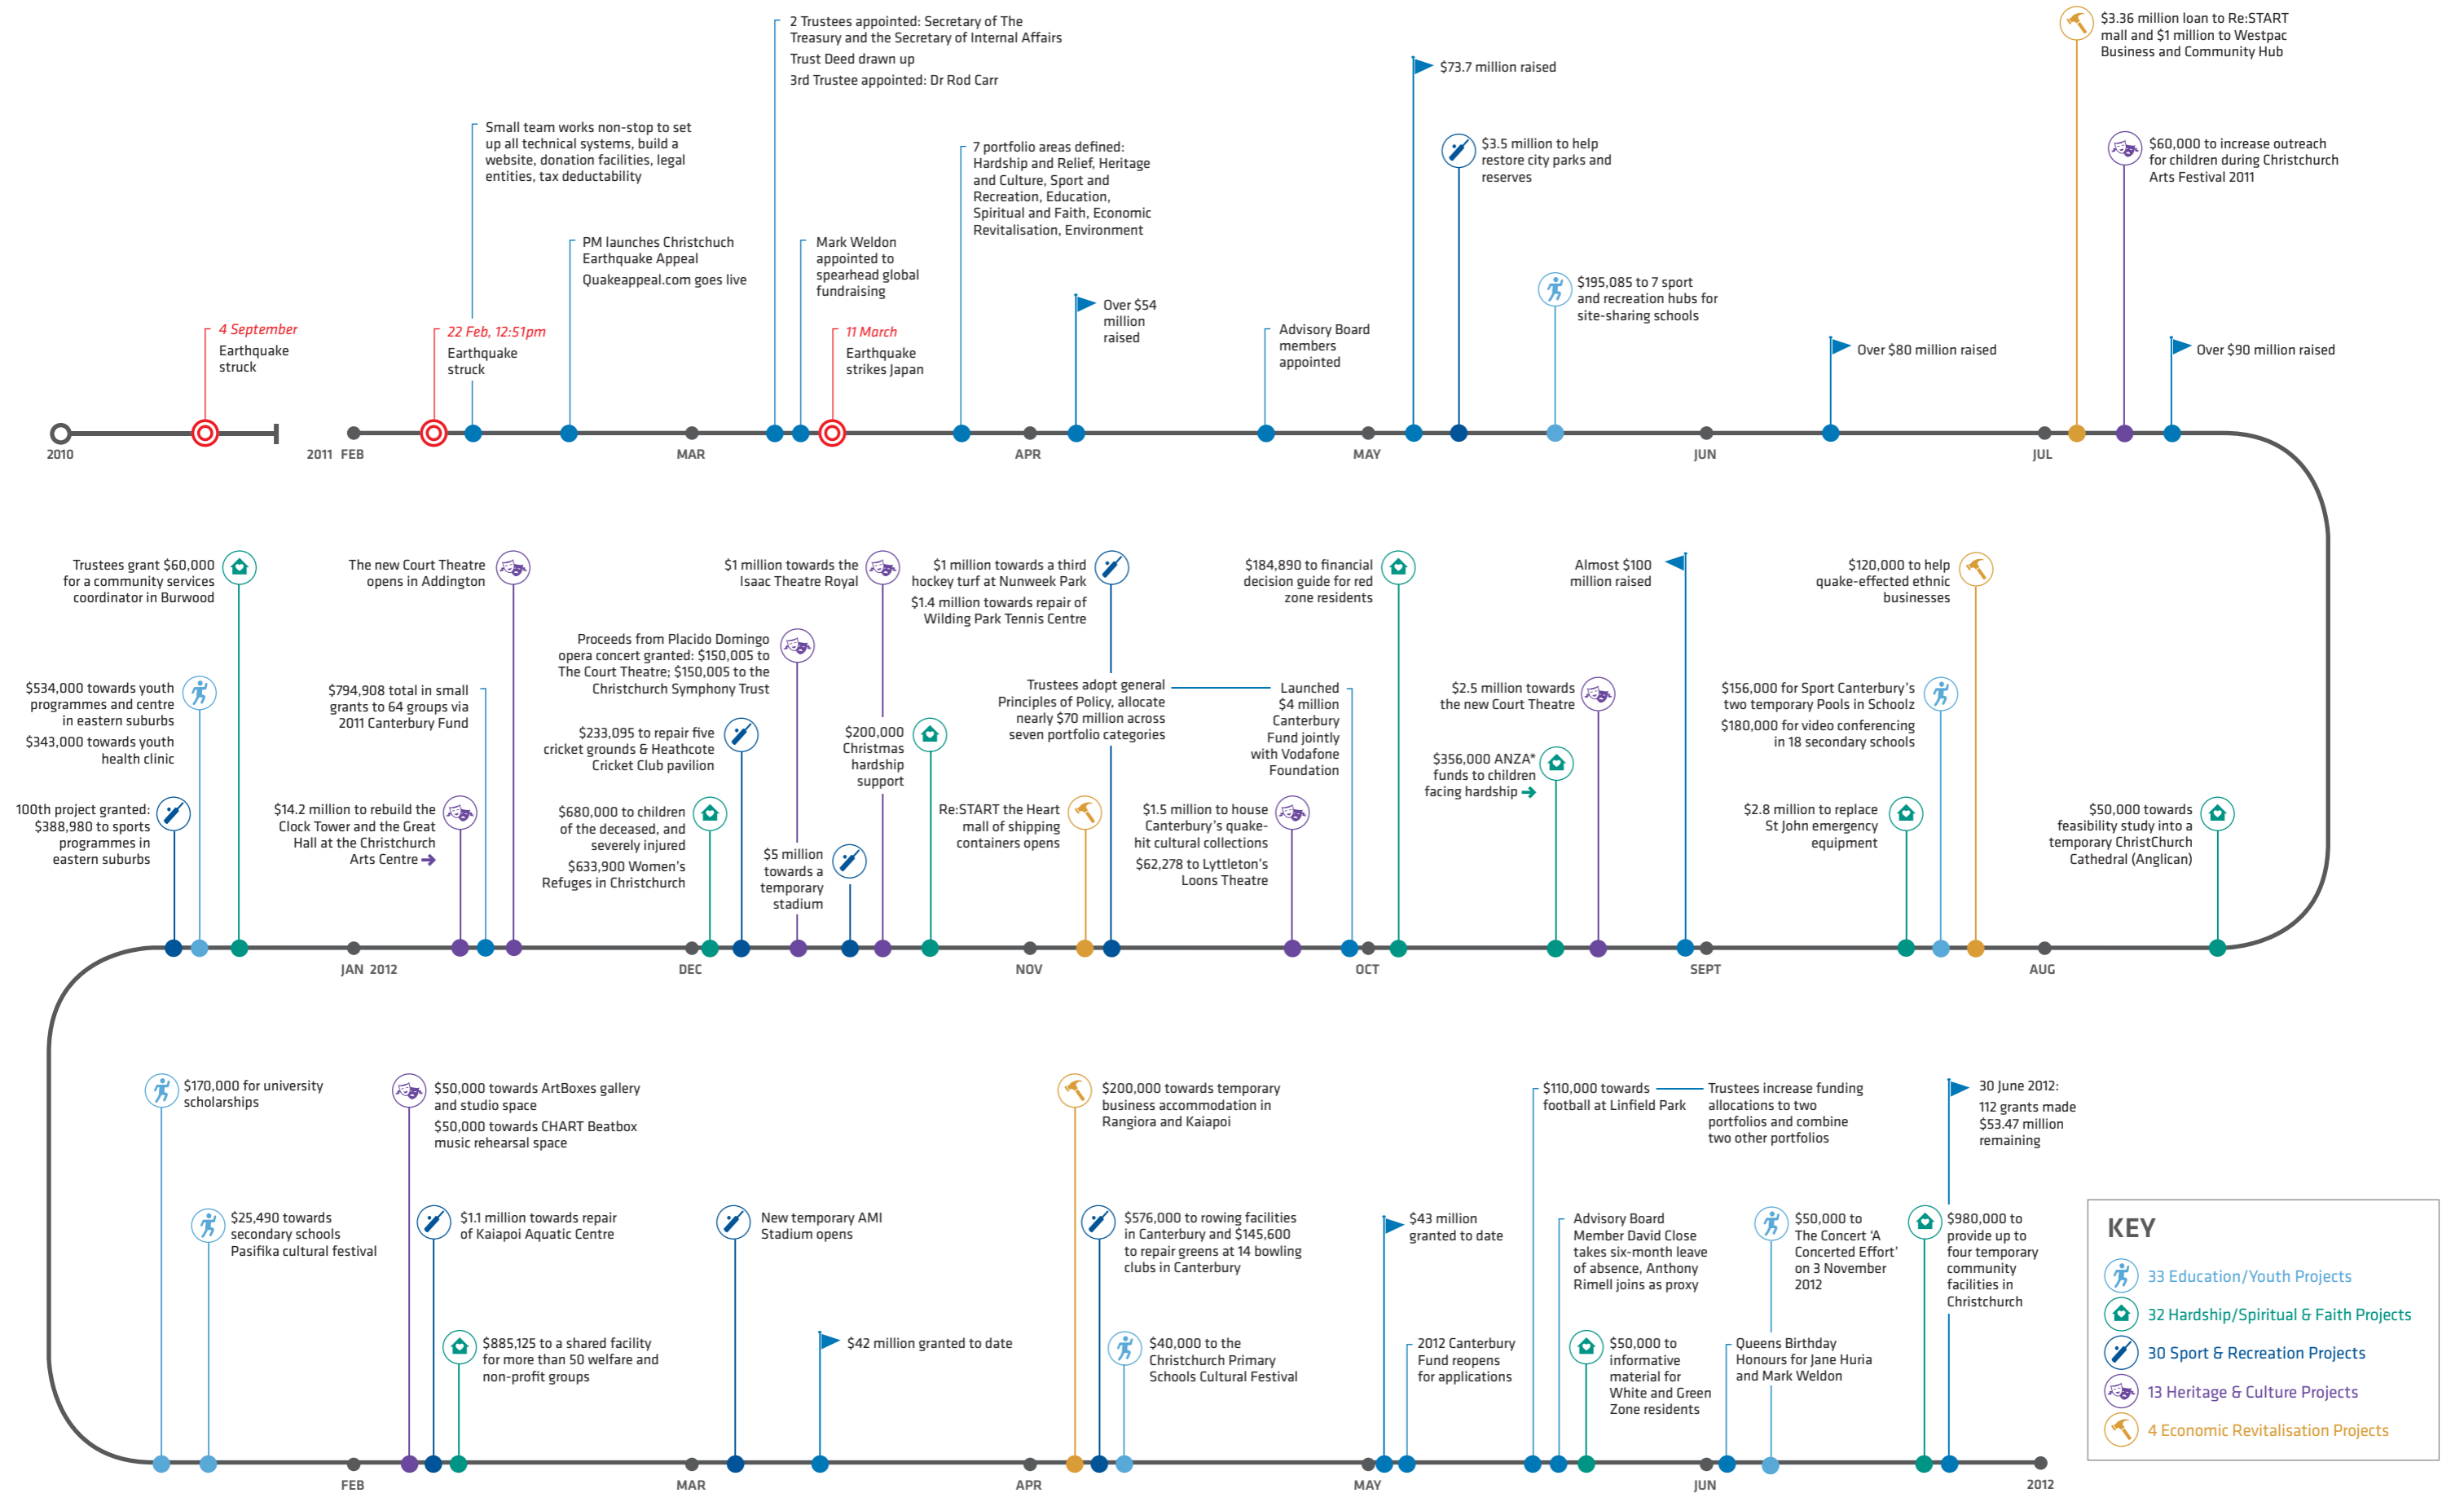 2 Trustees appointed: Secretary of The
Treasury and the Secretary of Internal Affairs
Trust Deed drawn up
3rd Trustee appointed: Dr Rod Carr
$3.36 million loan to Re:START
mall and $1 million to Westpac
Business and Community Hub
$73.7 million raised
Small team works non-stop to set
up all technical systems, build a
website, donation facilities, legal
entities, tax deductability
7 portfolio areas defined:
Hardship and Relief, Heritage
and Culture, Sport and
Recreation, Education,
Spiritual and Faith, Economic
Revitalisation, Environment
$3.5 million to help
restore city parks and
reserves
$60,000 to increase outreach
for children during Christchurch
Arts Festival 2011
PM launches Christchuch
Earthquake Appeal
Quakeappeal.com goes live
Mark Weldon
appointed to
spearhead global
fundraising
$195,085 to 7 sport
and recreation hubs for
site-sharing schools
4 September
Earthquake
struck
22 Feb, 12:51pm
Earthquake
struck
11 March
Earthquake
strikes Japan
Over $54
million
raised
Advisory Board
members
appointed
Over $80 million raised
Over $90 million raised
2010
2011 FEB
MAR
APR
MAY
JUN
JUL
Trustees grant $60,000
for a community services
coordinator in Burwood
The new Court Theatre
opens in Addington
$1 million towards the
Isaac Theatre Royal
$1 million towards a third
hockey turf at Nunweek Park
$1.4 million towards repair of
Wilding Park Tennis Centre
$184,890 to financial
decision guide for red
zone residents
Almost $100
million raised
$120,000 to help
quake-effected ethnic
businesses
$534,000 towards youth
programmes and centre
in eastern suburbs
$343,000 towards youth
health clinic
$794,908 total in small
grants to 64 groups via
2011 Canterbury Fund
Proceeds from Placido Domingo
opera concert granted: $150,005 to
The Court Theatre; $150,005 to the
Christchurch Symphony Trust
Trustees adopt general
Principles of Policy, allocate
nearly $70 million across
seven portfolio categories
Launched
$4 million
Canterbury
Fund jointly
with Vodafone
Foundation
$2.5 million towards
the new Court Theatre
$156,000 for Sport Canterbury's
two temporary Pools in Schoolz
$180,000 for video conferencing
in 18 secondary schools
$233,095 to repair five
cricket grounds & Heathcote
Cricket Club pavilion
$200,000
Christmas
hardship
support
$356,000 ANZA*
funds to children
facing hardship →
100th project granted:
$388,980 to sports
programmes in
eastern suburbs
$14.2 million to rebuild the
Clock Tower and the Great
Hall at the Christchurch
Arts Centre →
$680,000 to children
of the deceased, and
severely injured
$633,900 Women's
Refuges in Christchurch
$5 million
towards a
temporary
stadium
Re:START the Heart
mall of shipping
containers opens
$1.5 million to house
Canterbury's quake-
hit cultural collections
$62,278 to Lyttleton's
Loons Theatre
$2.8 million to replace
St John emergency
equipment
$50,000 towards
feasibility study into a
temporary ChristChurch
Cathedral (Anglican)
JAN 2012
DEC
NOV
OCT
SEPT
AUG
$170,000 for university
scholarships
$50,000 towards ArtBoxes gallery
and studio space
$50,000 towards CHART Beatbox
music rehearsal space
$200,000 towards temporary
business accommodation in
Rangiora and Kaiapoi
$110,000 towards
football at Linfield Park
Trustees increase funding
allocations to two
portfolios and combine
two other portfolios
30 June 2012:
112 grants made
$53.47 million
remaining
$25,490 towards
secondary schools
Pasifika cultural festival
$1.1 million towards repair
of Kaiapoi Aquatic Centre
New temporary AMI
Stadium opens
$576,000 to rowing facilities
in Canterbury and $145,600
to repair greens at 14 bowling
clubs in Canterbury
$43 million
granted to date
Advisory Board
Member David Close
takes six-month leave
of absence, Anthony
Rimell joins as proxy
$50,000 to
The Concert 'A
Concerted Effort'
on 3 November
2012
$980,000 to
provide up to
four temporary
community
facilities in
Christchurch
$885,125 to a shared facility
for more than 50 welfare and
non-profit groups
$42 million granted to date
$40,000 to the
Christchurch Primary
Schools Cultural Festival
2012 Canterbury
Fund reopens
for applications
$50,000 to
informative
material for
White and Green
Zone residents
Queens Birthday
Honours for Jane Huria
and Mark Weldon
FEB
MAR
APR
MAY
JUN
2012
KEY
33 Education/Youth Projects
32 Hardship/Spiritual & Faith Projects
30 Sport & Recreation Projects
13 Heritage & Culture Projects
4 Economic Revitalisation Projects